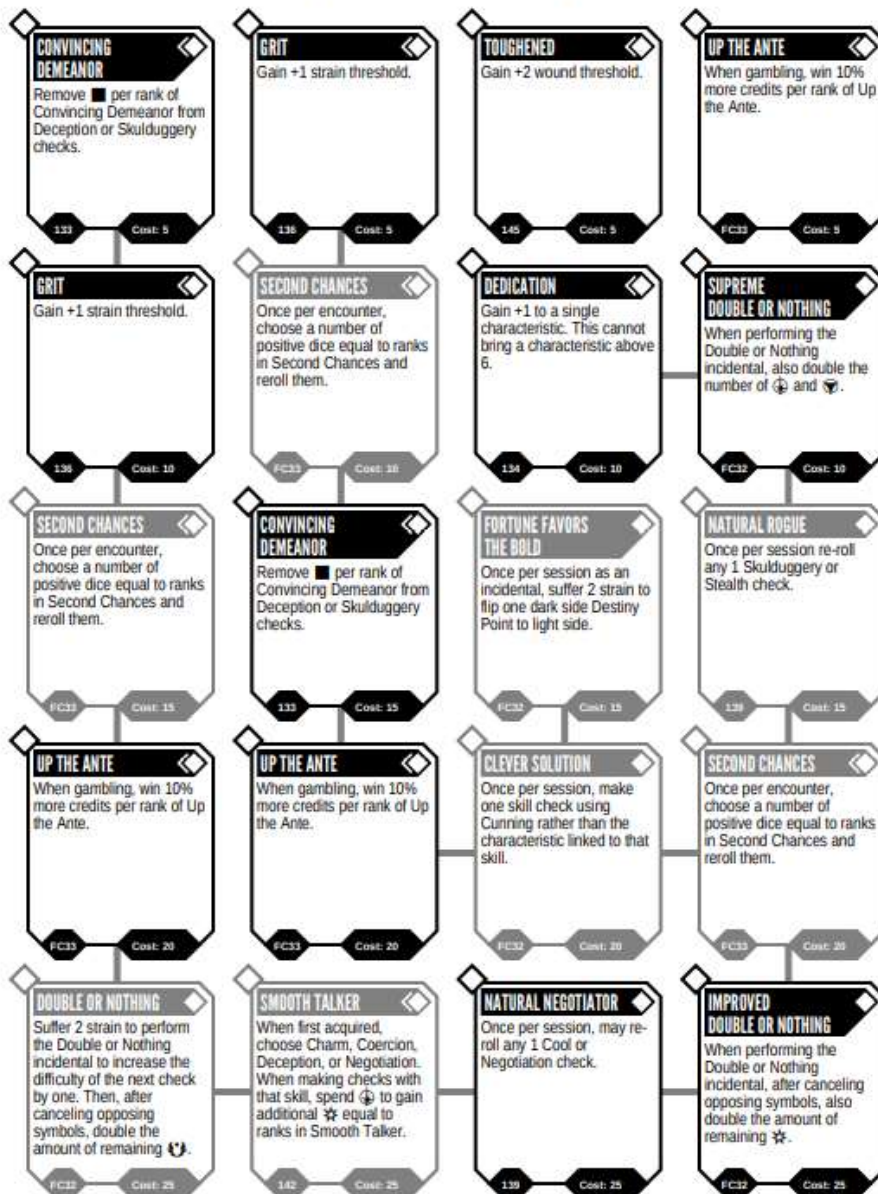 CONVINCING
DEMEANOR
Remove per rank of
Convincing Demeanor from
Deception or Skulduggery
checks.
133
Cost: 5
GRIT
Gain +1 strain threshold.
136
Cost: 5
TOUGHENED
Gain +2 wound threshold.
145
Cost: 5
UP THE ANTE
When gambling, win 10%
more credits per rank of Up
the Ante.
FC33
Cost: 5
GRIT
Gain +1 strain threshold.
136
Cost: 10
SECOND CHANCES
Once per encounter,
choose a number of
positive dice equal to ranks
in Second Chances and
reroll them.
FC33
Cost: 10
DEDICATION
Gain +1 to a single
characteristic. This cannot
bring a characteristic above
6.
134
Cost: 10
SUPREME
DOUBLE OR NOTHING
When performing the
Double or Nothing
incidental, also double the
number of and .
FC32
Cost: 10
SECOND CHANCES
Once per encounter,
choose a number of
positive dice equal to ranks
in Second Chances and
reroll them.
FC33
Cost: 15
CONVINCING
DEMEANOR
Remove per rank of
Convincing Demeanor from
Deception or Skulduggery
checks.
133
Cost: 15
FORTUNE FAVORS
THE BOLD
Once per session as an
incidental, suffer 2 strain to
flip one dark side Destiny
Point to light side.
FC32
Cost: 15
NATURAL ROGUE
Once per session re-roll
any 1 Skulduggery or
Stealth check.
139
Cost: 15
UP THE ANTE
When gambling, win 10%
more credits per rank of Up
the Ante.
FC33
Cost: 20
UP THE ANTE
When gambling, win 10%
more credits per rank of Up
the Ante.
FC33
Cost: 20
CLEVER SOLUTION
Once per session, make
one skill check using
Cunning rather than the
characteristic linked to that
skill.
FC32
Cost: 20
SECOND CHANCES
Once per encounter,
choose a number of
positive dice equal to ranks
in Second Chances and
reroll them.
FC33
Cost: 20
DOUBLE OR NOTHING
Suffer 2 strain to perform
the Double or Nothing
incidental to increase the
difficulty of the next check
by one. Then, after
canceling opposing
symbols, double the
amount of remaining .
FC32
Cost: 25
SMOOTH TALKER
When first acquired,
choose Charm, Coercion,
Deception, or Negotiation.
When making checks with
that skill, spend to gain
additional equal to
ranks in Smooth Talker.
142
Cost: 25
NATURAL NEGOTIATOR
Once per session, may re-
roll any 1 Cool or
Negotiation check.
139
Cost: 25
IMPROVED
DOUBLE OR NOTHING
When performing the
Double or Nothing
incidental, after canceling
opposing symbols, also
double the amount of
remaining .
FC32
Cost: 25